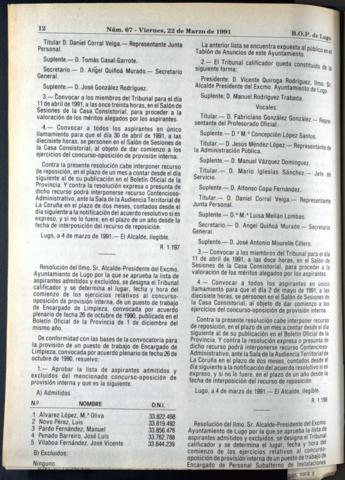 12
Núm. 67 - Viernes, 22 de Marzo de 1991
B.O.P. de Lugo
Titular D. Daniel Corral Veiga.— Representante Junta
Personal.
Suplente.— D. Tomás Casal Garrote.
Secretario.— D. Angel Quiñoá Murado.— Secretario
General.
Suplente.— D. José González Rodríguez.
3.— Convocar a los miembros del Tribunal para el día
11 de abril de 1991, a las once treinta horas, en el Salón de
Sesiones de la Casa Consistorial, para proceder a la
valoración de los méritos alegados por los aspirantes.
4.— Convocar a todos los aspirantes en único
llamamiento para que el día 30 de abril de 1991, a las
dieciséis horas, se personen en el Salón de Sesiones de
la Casa Consistorial, al objeto de dar comienzo a los
ejercicios del concurso-oposición de provisión interna.
Contra la presente resolución cabe interponer recurso
de reposición, en el plazo de un mes a contar desde el día
siguiente al de su publicación en el Boletín Oficial de la
Provincia. Y contra la resolución expresa o presunta de
dicho recurso podrá interponerse recurso Contencioso-
Administrativo, ante la Sala de la Audiencia Territorial de
La Coruña en el plazo de dos meses, contados desde el
día siguiente a la notificación del acuerdo resolutivo si es
expreso, y si no lo fuere, en el plazo de un año desde la
fecha de interposición del recurso de reposición.
Lugo, a 4 de marzo de 1991.— El Alcalde, ilegible.
R. 1.197
Resolución del Ilmo. Sr. Alcalde-Presidente del Excmo.
Ayuntamiento de Lugo por la que se aprueba la lista de
aspirantes admitidos y excluidos, se designa el Tribunal
calificador y se determina el lugar, fecha y hora del
comienzo de los ejercicios relativos al concurso-
oposición de provisión interna, de un puesto de trabajo
de Encargado de Limpieza, convocada por acuerdo
plenario de fecha 26 de octubre de 1990, publicada en el
Boletín Oficial de la Provincia de 1 de diciembre del
mismo año.
De conformidad con las bases de la convocatoria para
la provisión de un puesto de trabajo de Encargado de
Limpieza, convocada por acuerdo plenario de fecha 26 de
octubre de 1990, resuelvo:
1.— Aprobar la lista de aspirantes admitidos y
excluidos del mencionado concurso-oposición de
provisión interna y que es la siguiente:
A) Admitidos
N.º NOMBRE D.N.I.
1 Alvarez López, M.ª Oliva 33.822.498
2 Novo Pérez, Luis 33.819.492
3 Pardo Fernández, Manuel 33.856.476
4 Penado Barreiro, José Luis 33.762.788
5 Vilaboa Fernández, José Xavier 33.844.239
B) Excluidos:
Ninguno.
La anterior lista se encuentra expuesta al público en el
Tablón de Anuncios de este Ayuntamiento.
2.— El Tribunal calificador queda constituido de la
siguiente forma:
Presidente: D. Vicente Quiroga Rodríguez, Ilmo. Sr.
Alcalde Presidente del Excmo. Ayuntamiento de Lugo
Suplente: D. Manuel Rodríguez Trabada.
Vocales:
Titular.— D. Fabriciano González González — Repre-
sentante del Profesorado Oficial.
Suplente.— D.ª M.ª Concepción López Santos.
Titular.— D. Jesús Méndez López.— Representante de
la Administración Pública.
Suplente.— D. Manuel Vázquez Domínguez.
Titular.— D. Mario Iglesias Sánchez.— Jefe de
Servicio.
Suplente.— D. Alfonso Copa Fernández.
Titular.— D. Daniel Corral Veiga.— Representante
Junta Personal.
Suplente.— D.ª M.ª Luisa Meilán Lombas.
Secretario.— D. Angel Quiñoá Murado.— Secretario
General.
Suplente.— D. José Antonio Mourelle Cillero.
3.— Convocar a los miembros del Tribunal para el día
11 de abril de 1991, a las doce horas, en el Salón de
Sesiones de la Casa Consistorial, para proceder a la
valoración de los méritos alegados por los aspirantes.
4.— Convocar a todos los aspirantes en único
llamamiento para que el día 2 de mayo de 1991, a las
dieciséis horas, se personen en el Salón de Sesiones de
la Casa Consistorial, al objeto de dar comienzo a los
ejercicios del concurso-oposición de provisión interna.
Contra la presente resolución cabe interponer recurso
de reposición, en el plazo de un mes a contar desde el día
siguiente al de su publicación en el Boletín Oficial de la
Provincia. Y contra la resolución expresa o presunta de
dicho recurso podrá interponerse recurso Contencioso-
Administrativo, ante la Sala de la Audiencia Territorial de
La Coruña en el plazo de dos meses, contados desde el
día siguiente a la notificación del acuerdo resolutivo si es
expreso, y si no lo fuere, en el plazo de un año desde la
fecha de interposición del recurso de reposición.
Lugo, a 4 de marzo de 1991.— El Alcalde, ilegible.
R. 1.198
Resolución del Ilmo. Sr. Alcalde-Presidente del Excmo.
Ayuntamiento de Lugo por la que se aprueba la lista de
aspirantes admitidos y excluidos, se designa el Tribunal
calificador y se determina el lugar, fecha y hora del
comienzo de los ejercicios relativos al concurso-
oposición de provisión interna de un puesto de trabajo de
Encargado de Personal Subalterno de Instalaciones